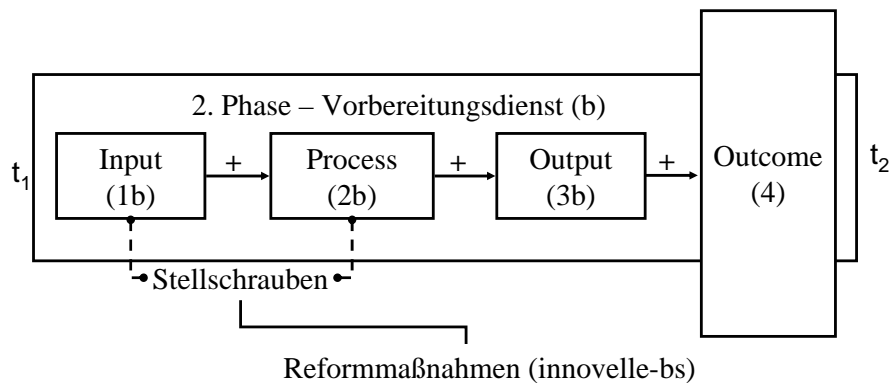 2. Phase – Vorbereitungsdienst (b)
t1
Input
(1b)
+
Process
(2b)
+
Output
(3b)
+
Outcome
(4)
t2
Stellschrauben
Reformmaßnahmen (innovelle-bs)